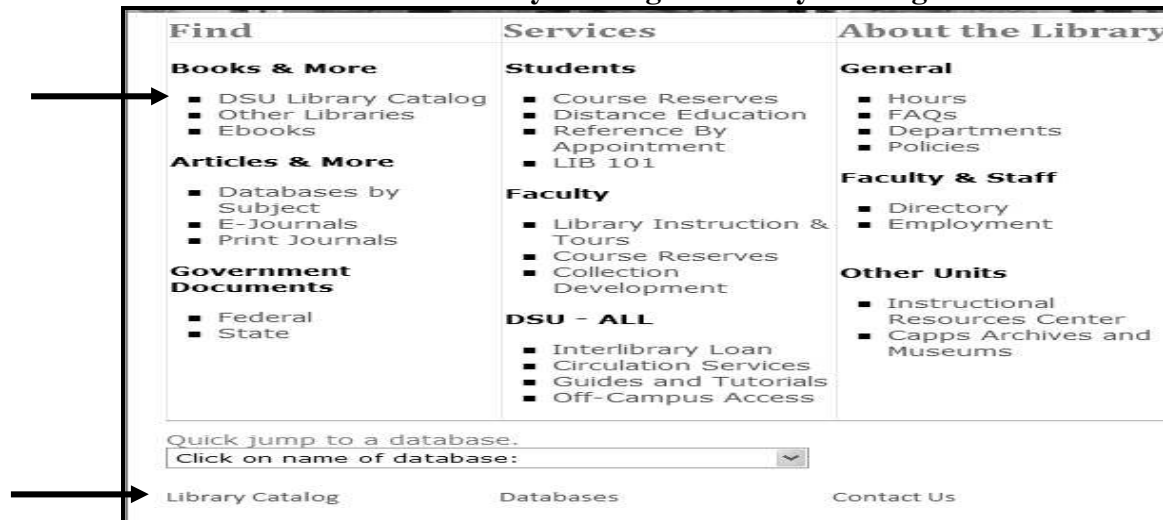 Find
Books & More
DSU Library Catalog
Other Libraries
Ebooks
Articles & More
Databases by
Subject
E-Journals
Print Journals
Government
Documents
Federal
State
Services
Students
Course Reserves
Distance Education
Reference By
Appointment
LIB 101
Faculty
Library Instruction &
Tours
Course Reserves
Collection
Development
DSU - ALL
Interlibrary Loan
Circulation Services
Guides and Tutorials
Off-Campus Access
About the Library
General
Hours
FAQs
Departments
Policies
Faculty & Staff
Directory
Employment
Other Units
Instructional
Resources Center
Capps Archives and
Museums
Quick jump to a database.
Click on name of database:
Library Catalog
Databases
Contact Us